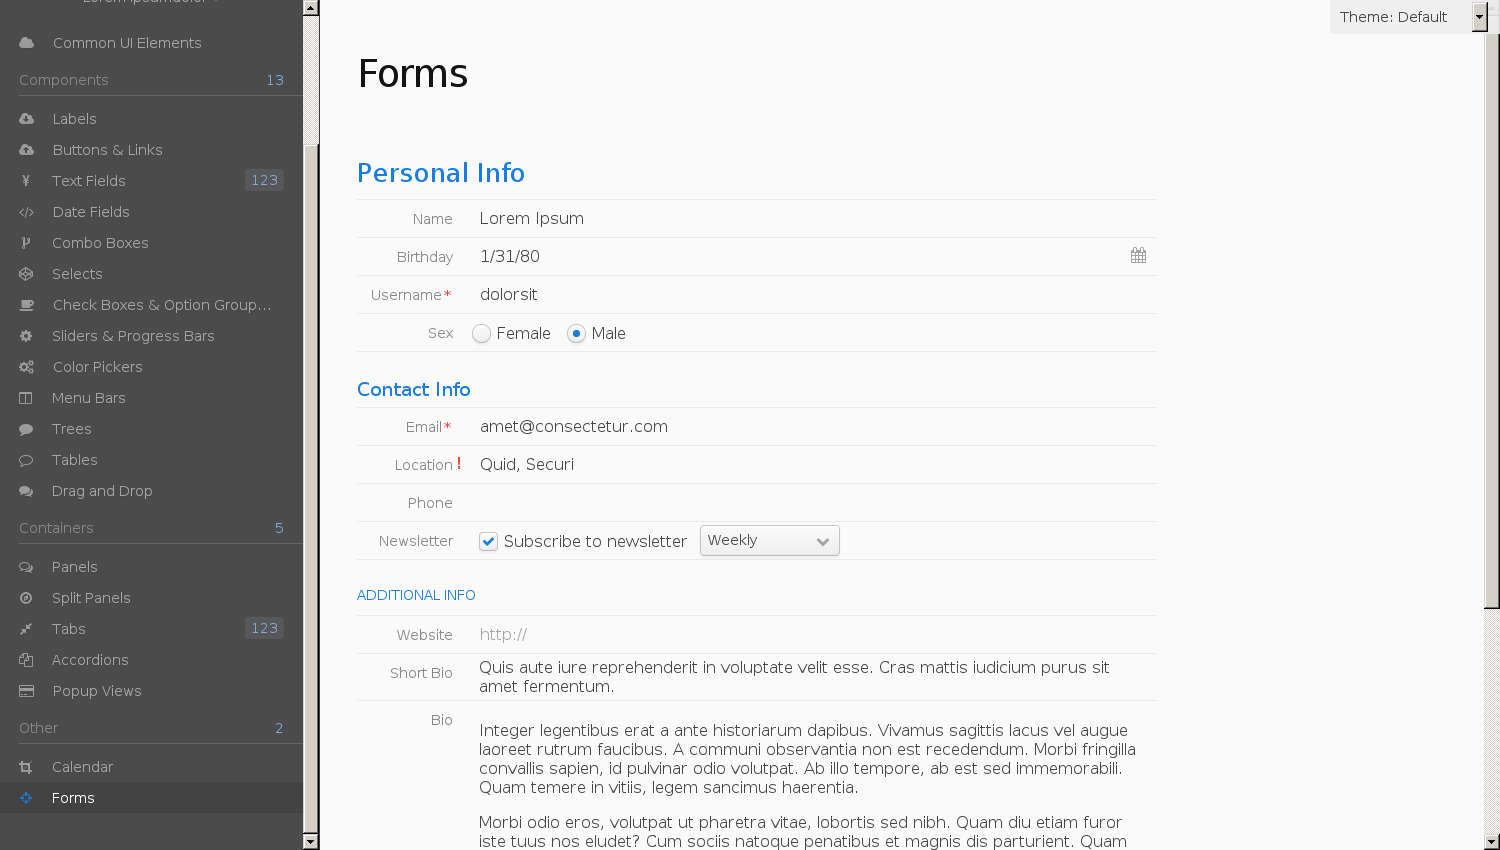 Common UI Elements
Components 13
Labels
Buttons & Links
Text Fields 123
Date Fields
Combo Boxes
Selects
Check Boxes & Option Group...
Sliders & Progress Bars
Color Pickers
Menu Bars
Trees
Tables
Drag and Drop
Containers 5
Panels
Split Panels
Tabs 123
Accordions
Popup Views
Other 2
Calendar
Forms
Theme: Default
Forms
Personal Info
Name Lorem Ipsum
Birthday 1/31/80
Username* dolorsit
Sex Female Male
Contact Info
Email* amet@consectetur.com
Location ! Quid, Securi
Phone
Newsletter Subscribe to newsletter Weekly
ADDITIONAL INFO
Website http://
Short Bio Quis aute iure reprehenderit in voluptate velit esse. Cras mattis iudicium purus sit
amet fermentum.
Bio
Integer legentibus erat a ante historiarum dapibus. Vivamus sagittis lacus vel augue
laoreet rutrum faucibus. A communi observantia non est recedendum. Morbi fringilla
convallis sapien, id pulvinar odio volutpat. Ab illo tempore, ab est sed immemorabili.
Quam temere in vitiis, legem sancimus haerentia.
Morbi odio eros, volutpat ut pharetra vitae, lobortis sed nibh. Quam diu etiam furor
iste tuus nos eludet? Cum sociis natoque penatibus et magnis dis parturient. Quam